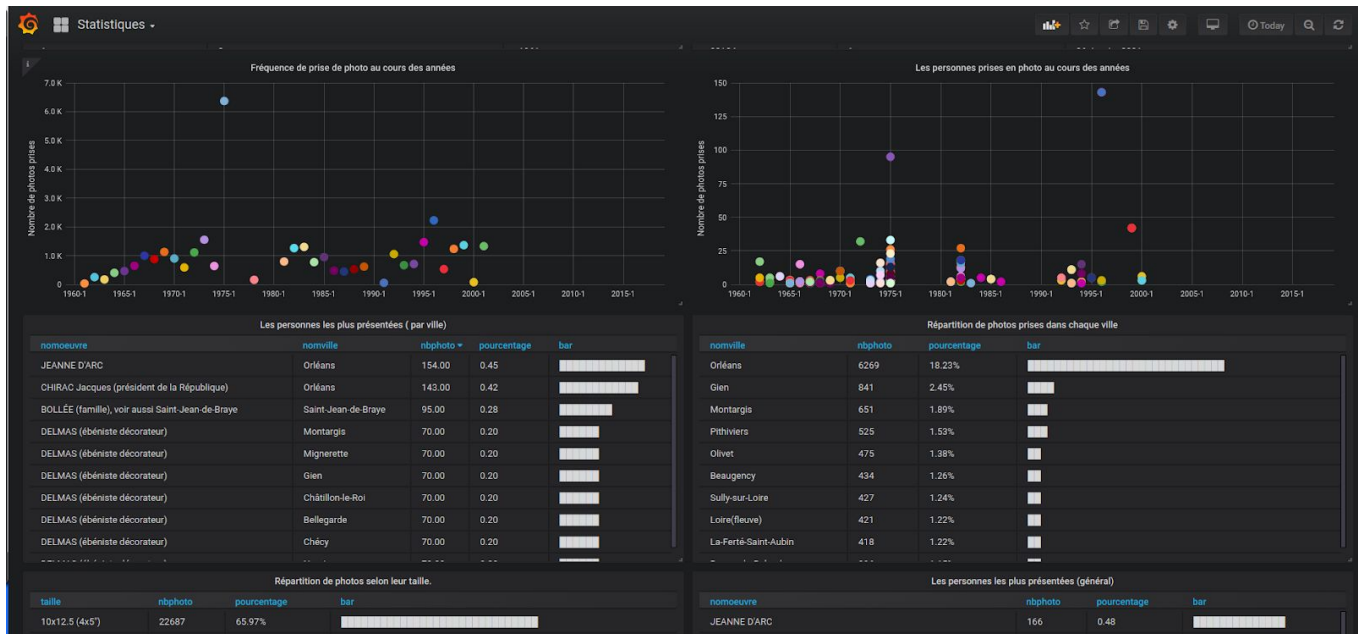 Statistiques
Today
i
Fréquence de prise de photo au cours des années
Nombre de photos prises
7.0 K
6.0 K
5.0 K
4.0 K
3.0 K
2.0 K
1.0 K
0
1960-1 1965-1 1970-1 1975-1 1980-1 1985-1 1990-1 1995-1 2000-1 2005-1 2010-1 2015-1
Les personnes prises en photo au cours des années
Nombre de photos prises
150
125
100
75
50
25
0
1960-1 1965-1 1970-1 1975-1 1980-1 1985-1 1990-1 1995-1 2000-1 2005-1 2010-1 2015-1
Les personnes les plus présentées ( par ville)
nomoeuvre nomville nbphoto pourcentage bar
JEANNE D'ARC Orléans 154.00 0.45
CHIRAC Jacques (président de la République) Orléans 143.00 0.42
BOLLÉE (famille), voir aussi Saint-Jean-de-Braye Saint-Jean-de-Braye 95.00 0.28
DELMAS (ébéniste décorateur) Montargis 70.00 0.20
DELMAS (ébéniste décorateur) Mignerette 70.00 0.20
DELMAS (ébéniste décorateur) Gien 70.00 0.20
DELMAS (ébéniste décorateur) Châtillon-le-Roi 70.00 0.20
DELMAS (ébéniste décorateur) Bellegarde 70.00 0.20
DELMAS (ébéniste décorateur) Chécy 70.00 0.20
Répartition de photos prises dans chaque ville
nomville nbphoto pourcentage bar
Orléans 6269 18.23%
Gien 841 2.45%
Montargis 651 1.89%
Pithiviers 525 1.53%
Olivet 475 1.38%
Beaugency 434 1.26%
Sully-sur-Loire 427 1.24%
Loire(fleuve) 421 1.22%
La-Ferté-Saint-Aubin 418 1.22%
Répartition de photos selon leur taille.
taille nbphoto pourcentage bar
10x12.5 (4x5") 22687 65.97%
Les personnes les plus présentées (général)
nomoeuvre nbphoto pourcentage bar
JEANNE D'ARC 166 0.48